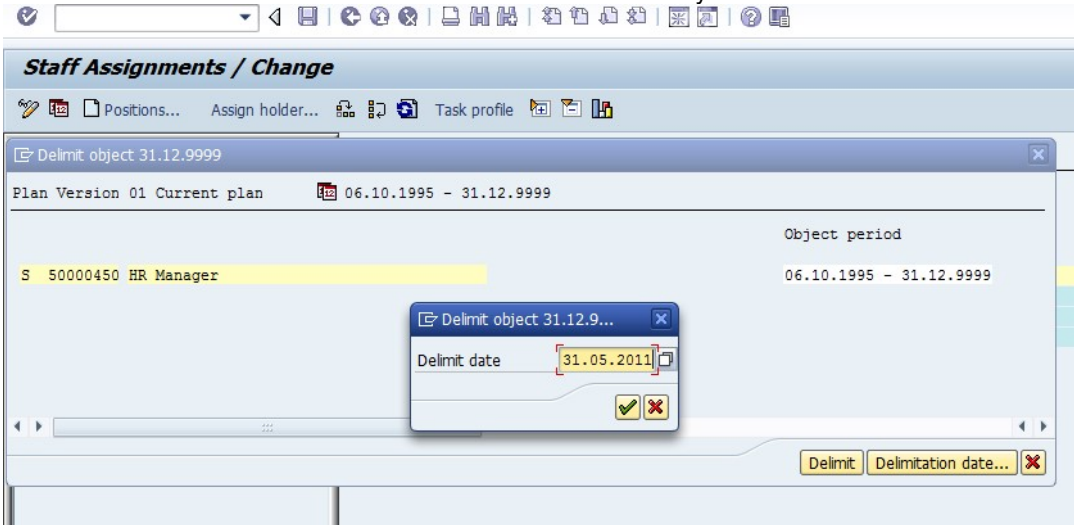 Staff Assignments / Change
Positions... Assign holder... Task profile
Delimit object 31.12.9999
Plan Version 01 Current plan 06.10.1995 - 31.12.9999
Object period
S 50000450 HR Manager 06.10.1995 - 31.12.9999
Delimit object 31.12.9...
Delimit date 31.05.2011
Delimit Delimitation date...